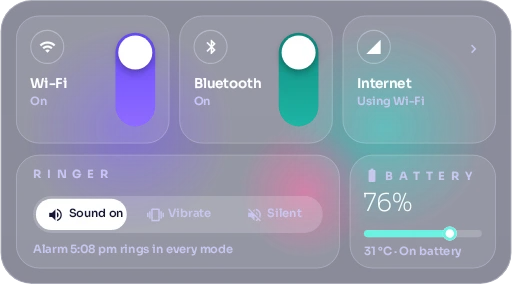 Wi-Fi
On
Bluetooth
On
Internet
Using Wi-Fi
RINGER
Sound on
Vibrate
Silent
Alarm 5:08 pm rings in every mode
BATTERY
76%
31 °C · On battery